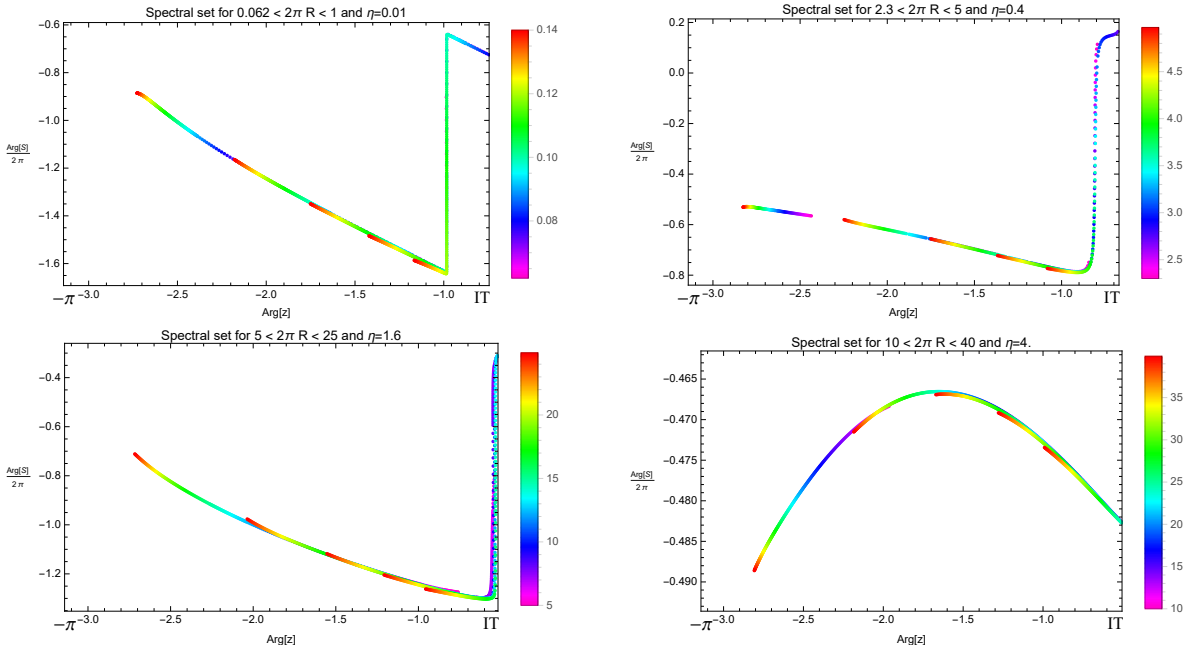 Spectral set for 0.062 < 2π R < 1 and η=0.01
−0.6
−0.8
−1.0
−1.2
−1.4
−1.6
Arg[S]
2 π
−π
−3.0
−2.5
−2.0
−1.5
−1.0
IT
Arg[z]
0.14
0.12
0.10
0.08
Spectral set for 2.3 < 2π R < 5 and η=0.4
0.2
0.0
−0.2
−0.4
−0.6
−0.8
Arg[S]
2 π
−π
−3.0
−2.5
−2.0
−1.5
−1.0
IT
Arg[z]
4.5
4.0
3.5
3.0
2.5
Spectral set for 5 < 2π R < 25 and η=1.6
−0.4
−0.6
−0.8
−1.0
−1.2
Arg[S]
2 π
−π
−3.0
−2.5
−2.0
−1.5
−1.0
IT
Arg[z]
20
15
10
5
Spectral set for 10 < 2π R < 40 and η=4.
−0.465
−0.470
−0.475
−0.480
−0.485
−0.490
Arg[S]
2 π
−π
−3.0
−2.5
−2.0
−1.5
−1.0
IT
Arg[z]
35
30
25
20
15
10